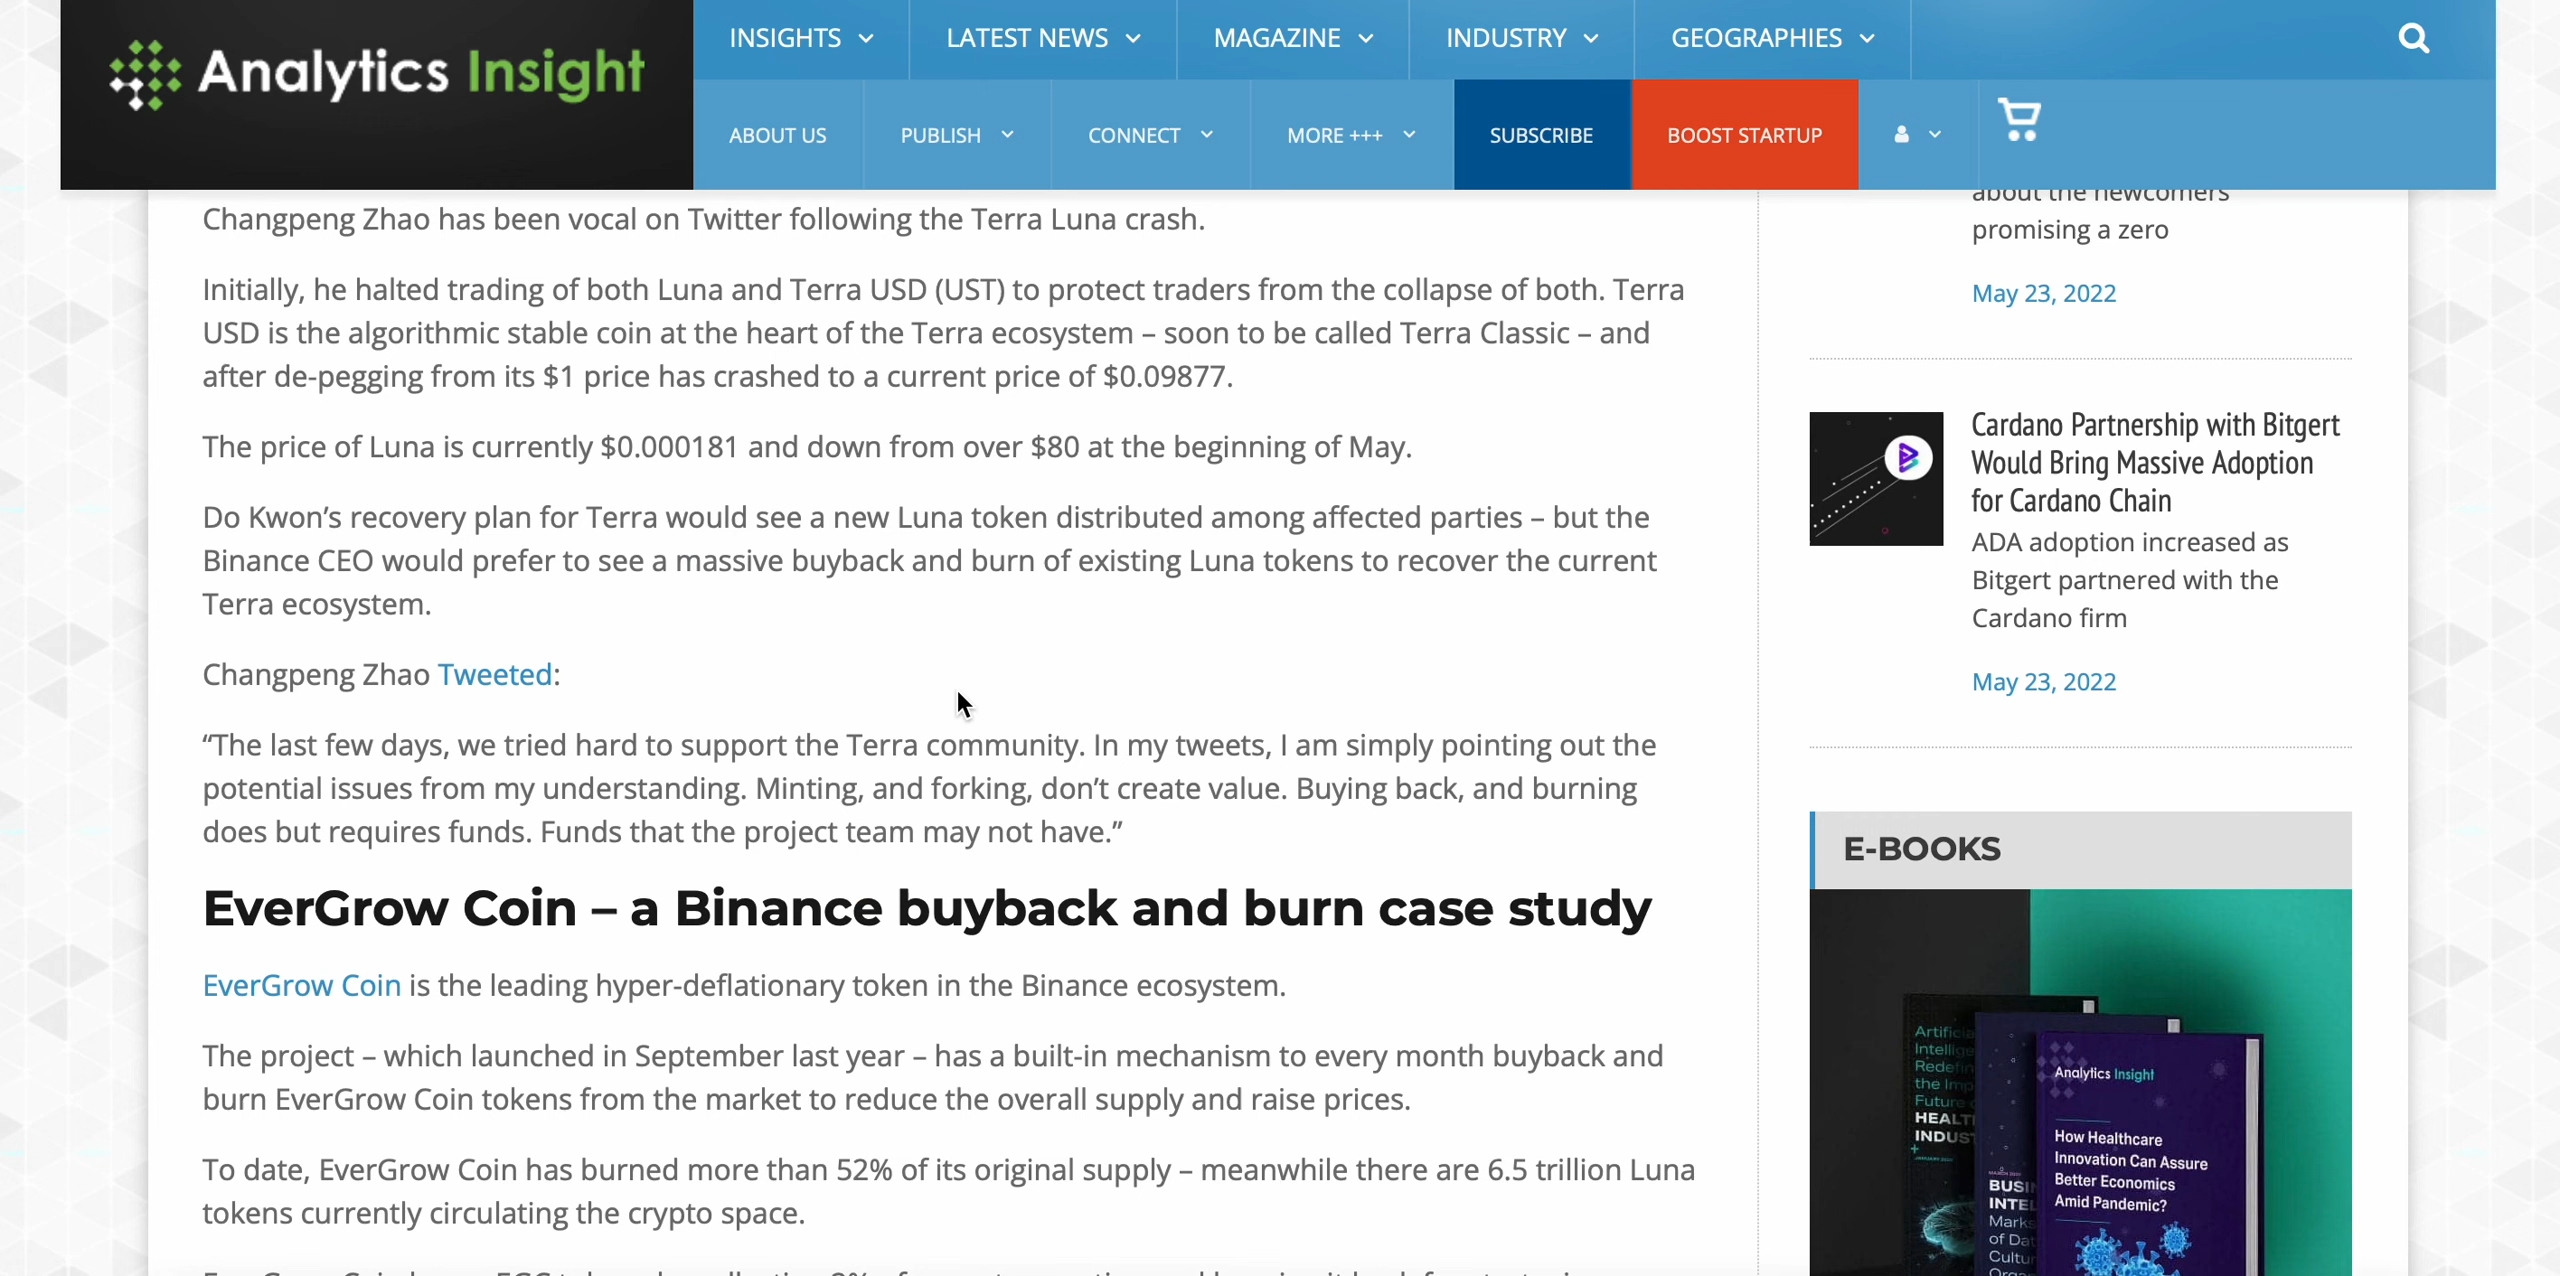 Analytics Insight
INSIGHTS
LATEST NEWS
MAGAZINE
INDUSTRY
GEOGRAPHIES
ABOUT US
PUBLISH
CONNECT
MORE +++
SUBSCRIBE
BOOST STARTUP
Changpeng Zhao has been vocal on Twitter following the Terra Luna crash.
Initially, he halted trading of both Luna and Terra USD (UST) to protect traders from the collapse of both. Terra
USD is the algorithmic stable coin at the heart of the Terra ecosystem – soon to be called Terra Classic – and
after de-pegging from its $1 price has crashed to a current price of $0.09877.
The price of Luna is currently $0.000181 and down from over $80 at the beginning of May.
Do Kwon’s recovery plan for Terra would see a new Luna token distributed among affected parties – but the
Binance CEO would prefer to see a massive buyback and burn of existing Luna tokens to recover the current
Terra ecosystem.
Changpeng Zhao Tweeted:
“The last few days, we tried hard to support the Terra community. In my tweets, I am simply pointing out the
potential issues from my understanding. Minting, and forking, don’t create value. Buying back, and burning
does but requires funds. Funds that the project team may not have.”
EverGrow Coin – a Binance buyback and burn case study
EverGrow Coin is the leading hyper-deflationary token in the Binance ecosystem.
The project – which launched in September last year – has a built-in mechanism to every month buyback and
burn EverGrow Coin tokens from the market to reduce the overall supply and raise prices.
To date, EverGrow Coin has burned more than 52% of its original supply – meanwhile there are 6.5 trillion Luna
tokens currently circulating the crypto space.
about the newcomers
promising a zero
May 23, 2022
Cardano Partnership with Bitgert
Would Bring Massive Adoption
for Cardano Chain
ADA adoption increased as
Bitgert partnered with the
Cardano firm
May 23, 2022
E-BOOKS
the
Future
Analytics Insight
How Healthcare
Innovation Can Assure
Better Economics
Amid Pandemic?